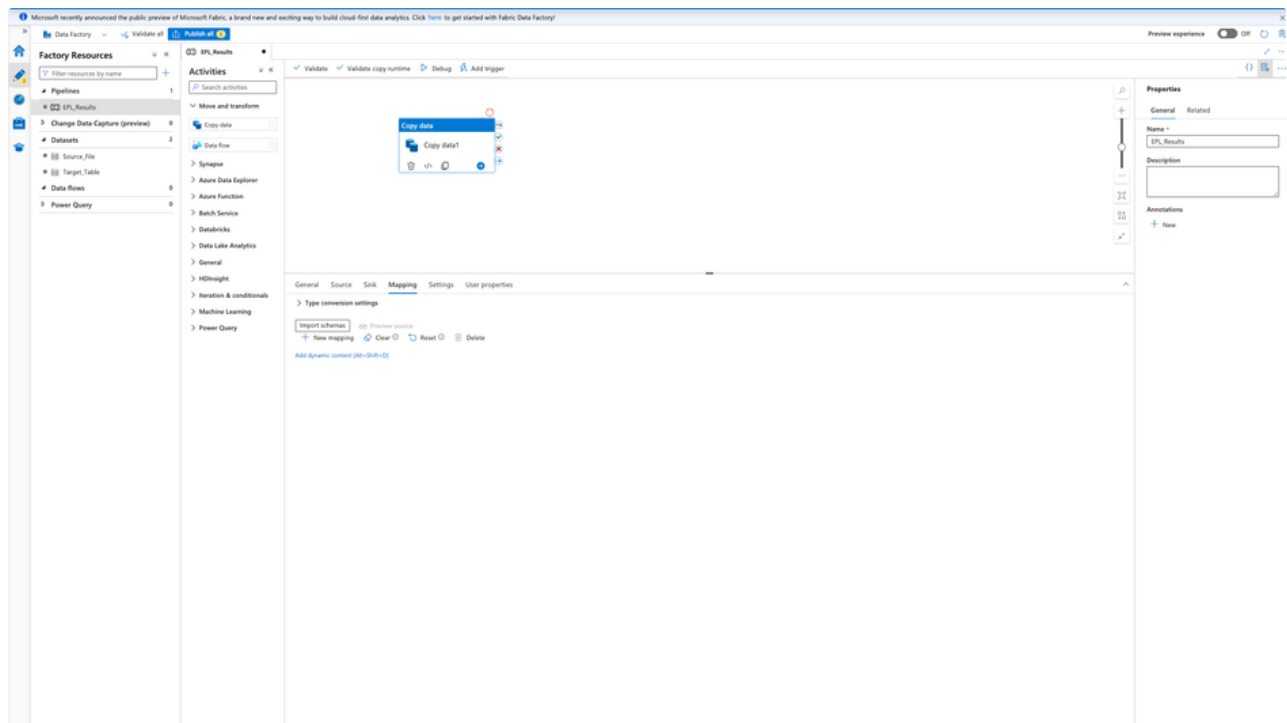 Microsoft recently announced the public preview of Microsoft Fabric, a brand new and exciting way to build cloud-first data analytics. Click here to get started with Fabric Data Factory!
Data Factory
Validate all
Publish all
Preview experience
Off
Factory Resources
Filter resources by name
Pipelines 1
EPL_Results
Change Data Capture (preview) 0
Datasets 2
Source_File
Target_Table
Data flows 0
Power Query 0
EPL_Results
Activities
Search activities
Move and transform
Copy data
Data flow
Synapse
Azure Data Explorer
Azure Function
Batch Service
Databricks
Data Lake Analytics
General
HDInsight
Iteration & conditionals
Machine Learning
Power Query
Validate Validate copy runtime Debug Add trigger
Copy data
Copy data1
General Source Sink Mapping Settings User properties
Type conversion settings
Import schemas Preview source
New mapping Clear Reset Delete
Add dynamic content [Alt+Shift+D]
Properties
General Related
Name *
EPL_Results
Description
Annotations
New